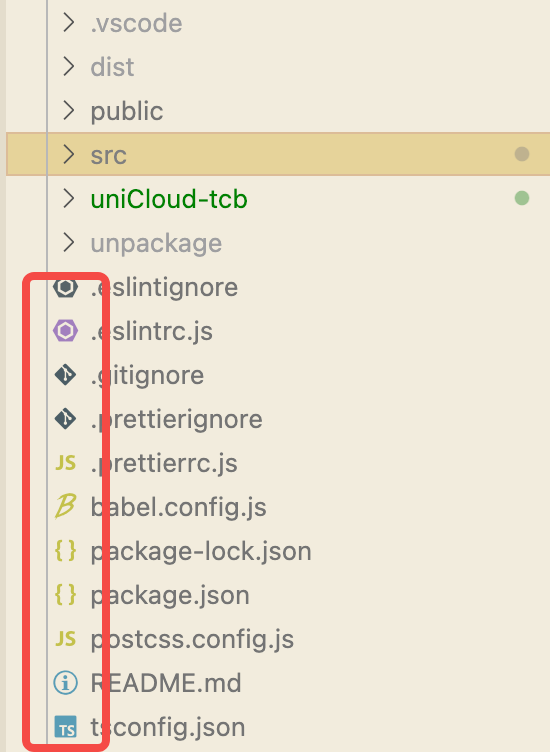 .vscode
dist
public
src
uniCloud-tcb
unpackage
.eslintignore
.eslintrc.js
.gitignore
.prettierignore
JS .prettierrc.js
babel.config.js
{ } package-lock.json
{ } package.json
JS postcss.config.js
README.md
TS tsconfig.json